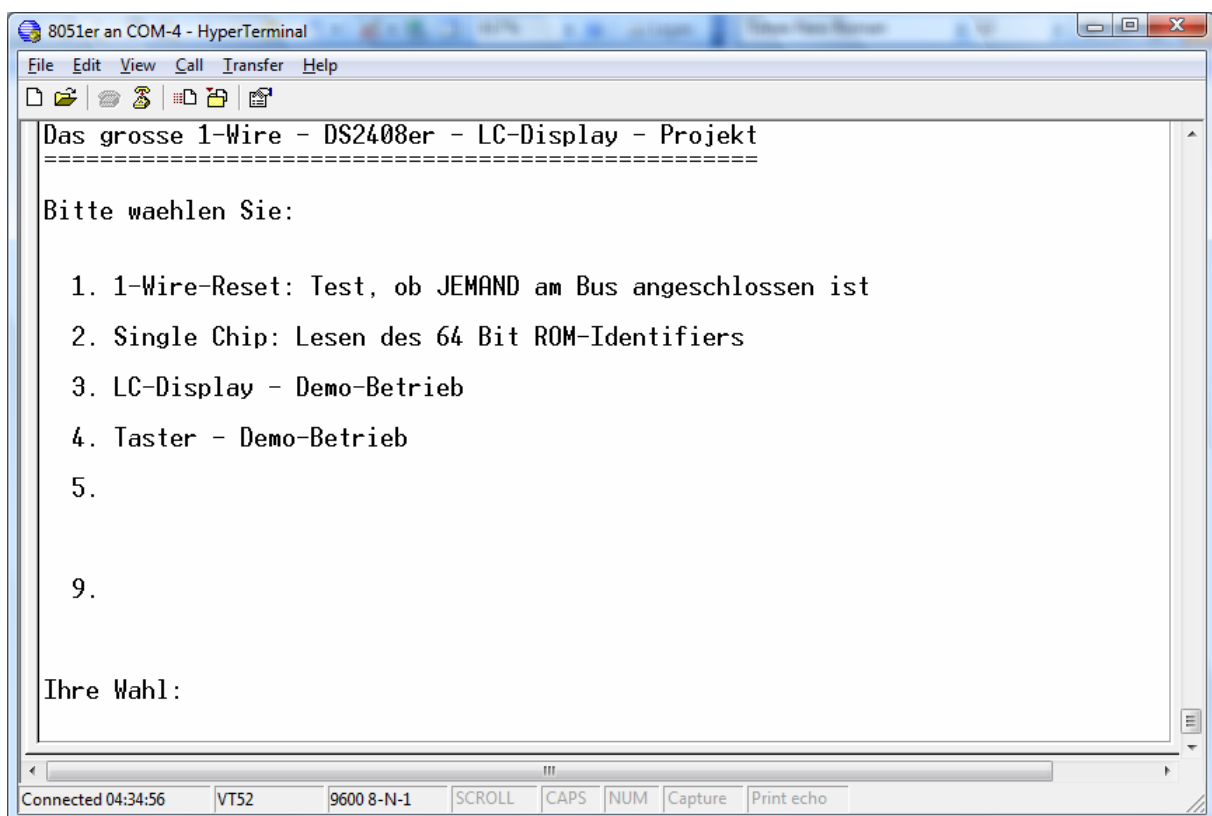 8051er an COM-4 - HyperTerminal
File Edit View Call Transfer Help
Das grosse 1-Wire - DS2408er - LC-Display - Projekt
===================================================
Bitte waehlen Sie:
1. 1-Wire-Reset: Test, ob JEMAND am Bus angeschlossen ist
2. Single Chip: Lesen des 64 Bit ROM-Identifiers
3. LC-Display - Demo-Betrieb
4. Taster - Demo-Betrieb
5.
9.
Ihre Wahl:
Connected 04:34:56 VT52 9600 8-N-1 SCROLL CAPS NUM Capture Print echo